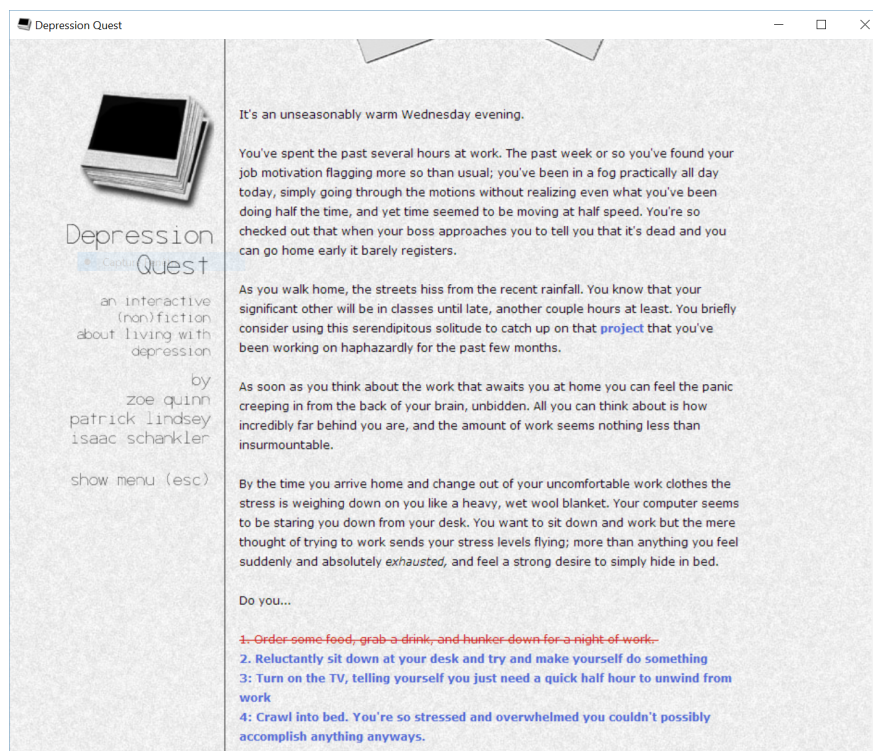 Depression Quest
Depression
Quest
an interactive
(non)fiction
about living with
depression
by
zoe quinn
patrick lindsey
isaac schankler
show menu (esc)
It's an unseasonably warm Wednesday evening.
You've spent the past several hours at work. The past week or so you've found your
job motivation flagging more so than usual; you've been in a fog practically all day
today, simply going through the motions without realizing even what you've been
doing half the time, and yet time seemed to be moving at half speed. You're so
checked out that when your boss approaches you to tell you that it's dead and you
can go home early it barely registers.
As you walk home, the streets hiss from the recent rainfall. You know that your
significant other will be in classes until late, another couple hours at least. You briefly
consider using this serendipitous solitude to catch up on that project that you've
been working on haphazardly for the past few months.
As soon as you think about the work that awaits you at home you can feel the panic
creeping in from the back of your brain, unbidden. All you can think about is how
incredibly far behind you are, and the amount of work seems nothing less than
insurmountable.
By the time you arrive home and change out of your uncomfortable work clothes the
stress is weighing down on you like a heavy, wet wool blanket. Your computer seems
to be staring you down from your desk. You want to sit down and work but the mere
thought of trying to work sends your stress levels flying; more than anything you feel
suddenly and absolutely exhausted, and feel a strong desire to simply hide in bed.
Do you...
1. Order some food, grab a drink, and hunker down for a night of work.
2. Reluctantly sit down at your desk and try and make yourself do something
3: Turn on the TV, telling yourself you just need a quick half hour to unwind from
work
4: Crawl into bed. You're so stressed and overwhelmed you couldn't possibly
accomplish anything anyways.